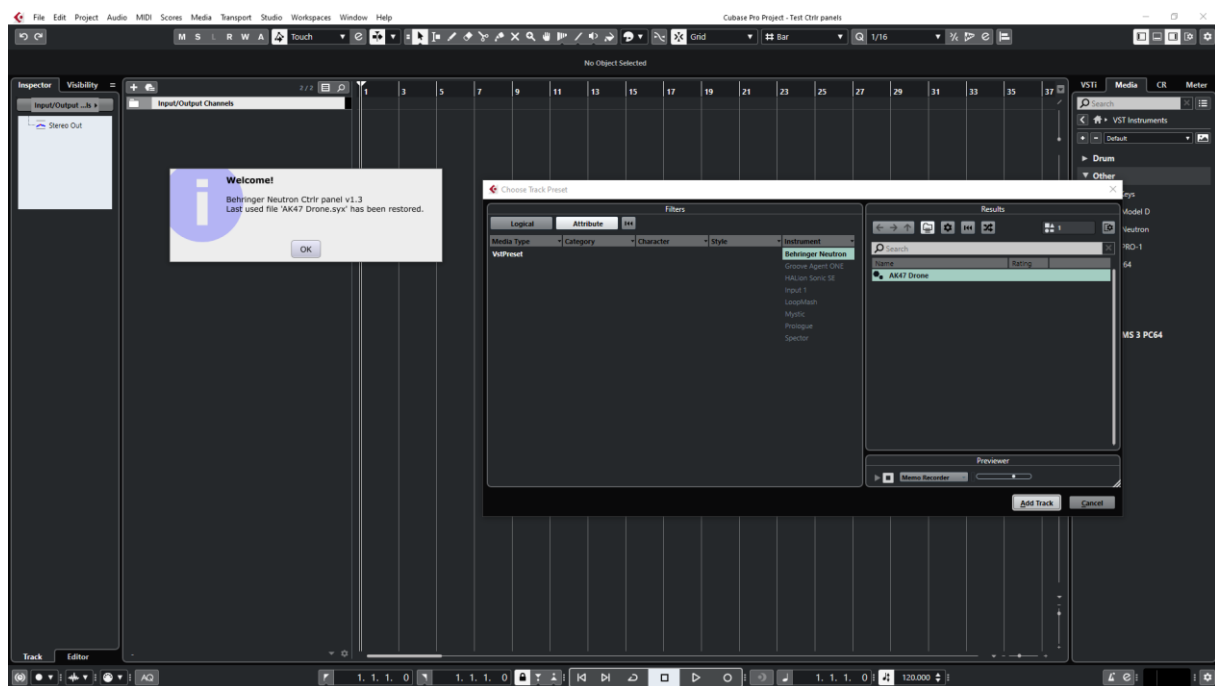 File Edit Project Audio MIDI Scores Media Transport Studio Workspaces Window Help
Cubase Pro Project - Test Ctrlr panels
M S L R W A Touch Grid Bar Q 1/16
No Object Selected
Inspector Visibility
2/2
1 3 5 7 9 11 13 15 17 19 21 23 25 27 29 31 33 35 37
VSTi Media CR Meter
Input/Output ...ls
Input/Output Channels
Search
Stereo Out
VST Instruments
Default
Drum
Other
Welcome!
Behringer Neutron Ctrlr panel v1.3
Last used file 'AK47 Drone.syx' has been restored.
OK
Choose Track Preset
Filters
Results
Logical Attribute
1
Media Type Category Character Style Instrument
Search
VstPreset
Behringer Neutron
Groove Agent ONE
HALion Sonic SE
Input 1
LoopMash
Mystic
Prologue
Spector
Name Rating
AK47 Drone
Previewer
Memo Recorder
Add Track Cancel
eys
Model D
Neutron
PRO-1
64
MS 3 PC64
Track Editor
AQ
1. 1. 1. 0 1. 1. 1. 0 1. 1. 1. 0 120.000